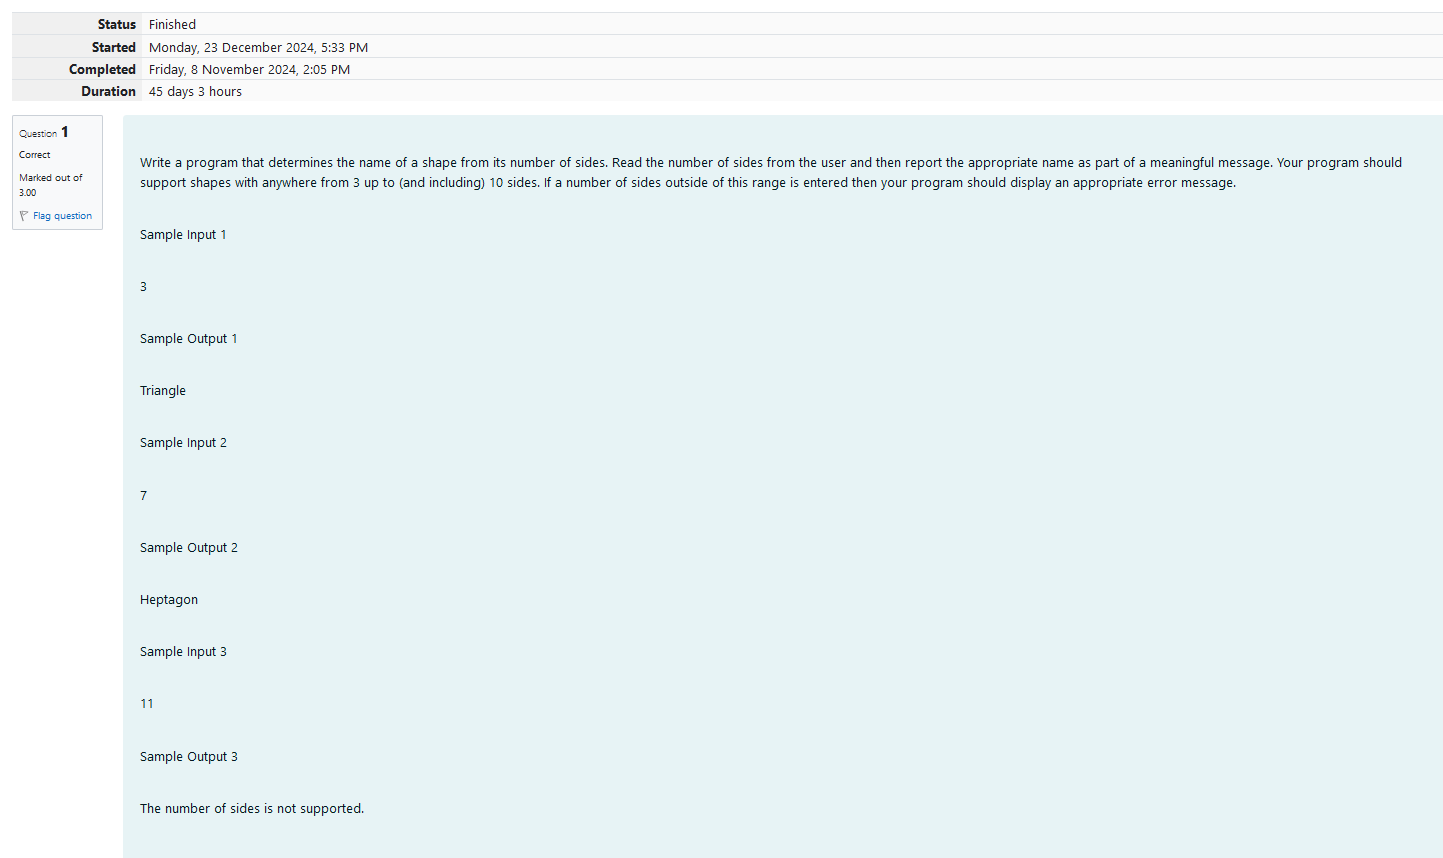 Status Finished
Started Monday, 23 December 2024, 5:33 PM
Completed Friday, 8 November 2024, 2:05 PM
Duration 45 days 3 hours
Question 1
Correct
Marked out of
3.00
Flag question
Write a program that determines the name of a shape from its number of sides. Read the number of sides from the user and then report the appropriate name as part of a meaningful message. Your program should
support shapes with anywhere from 3 up to (and including) 10 sides. If a number of sides outside of this range is entered then your program should display an appropriate error message.
Sample Input 1
3
Sample Output 1
Triangle
Sample Input 2
7
Sample Output 2
Heptagon
Sample Input 3
11
Sample Output 3
The number of sides is not supported.